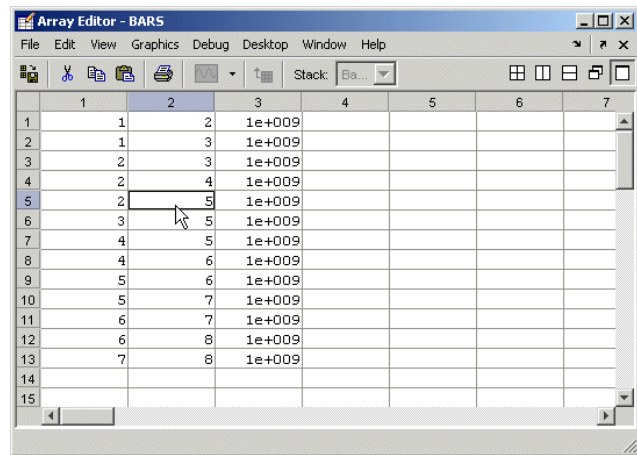 Array Editor - BARS
File Edit View Graphics Debug Desktop Window Help
Stack: Ba...
1 2 3 4 5 6 7
1 1 2 1e+009
2 1 3 1e+009
3 2 3 1e+009
4 2 4 1e+009
5 2 5 1e+009
6 3 5 1e+009
7 4 5 1e+009
8 4 6 1e+009
9 5 6 1e+009
10 5 7 1e+009
11 6 7 1e+009
12 6 8 1e+009
13 7 8 1e+009
14
15